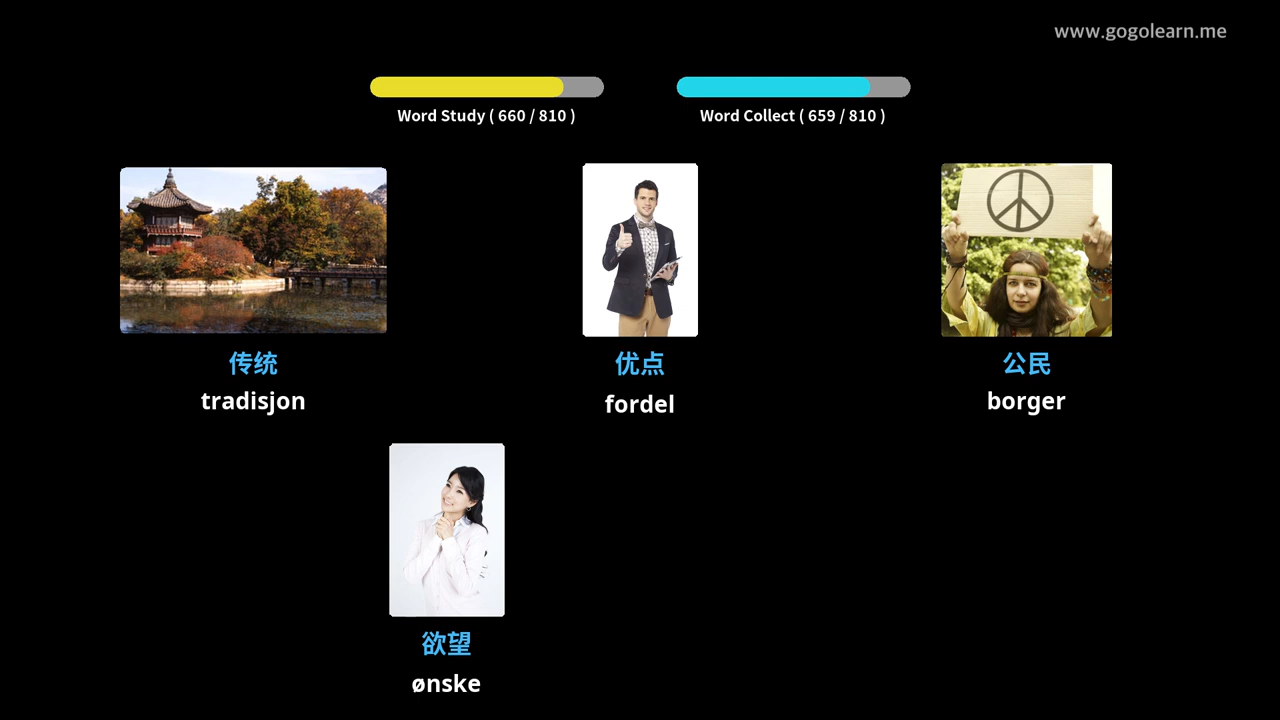 www.gogolearn.me
Word Study ( 660 / 810 )
Word Collect ( 659 / 810 )
传统
tradisjon
优点
fordel
公民
borger
欲望
ønske